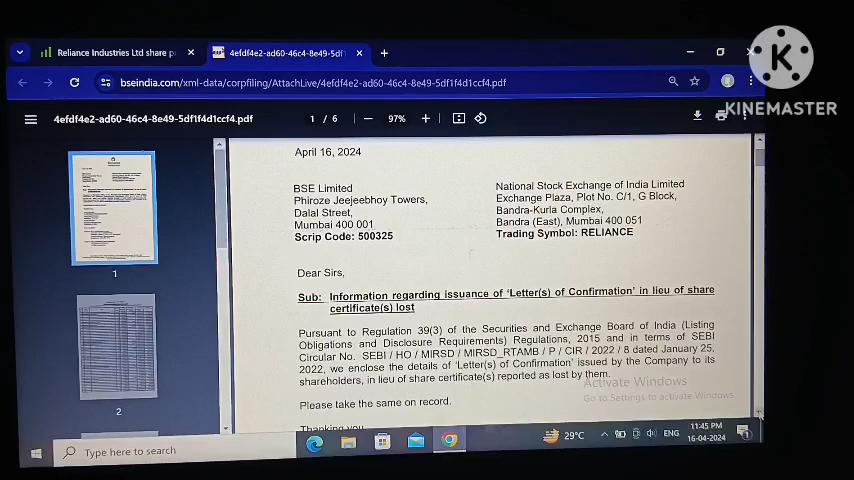 K
KINEMASTER
Reliance Industries Ltd share p
4efdf4e2-ad60-46c4-8e49-5df1
bseindia.com/xml-data/corpfiling/AttachLive/4efdf4e2-ad60-46c4-8e49-5df1f4d1ccf4.pdf
4efdf4e2-ad60-46c4-8e49-5df1f4d1ccf4.pdf
1 / 6
97%
1
2
April 16, 2024
BSE Limited
Phiroze Jeejeebhoy Towers,
Dalal Street,
Mumbai 400 001
Scrip Code: 500325
National Stock Exchange of India Limited
Exchange Plaza, Plot No. C/1, G Block,
Bandra-Kurla Complex,
Bandra (East), Mumbai 400 051
Trading Symbol: RELIANCE
Dear Sirs,
Sub: Information regarding issuance of 'Letter(s) of Confirmation' in lieu of share
certificate(s) lost
Pursuant to Regulation 39(3) of the Securities and Exchange Board of India (Listing
Obligations and Disclosure Requirements) Regulations, 2015 and in terms of SEBI
Circular No. SEBI / HO / MIRSD / MIRSD_RTAMB / P / CIR / 2022 / 8 dated January 25,
2022, we enclose the details of 'Letter(s) of Confirmation' issued by the Company to its
shareholders, in lieu of share certificate(s) reported as lost by them.
Please take the same on record.
Thanking you
Activate Windows
Go to Settings to activate Windows.
Type here to search
29°C
ENG
11:45 PM
16-04-2024